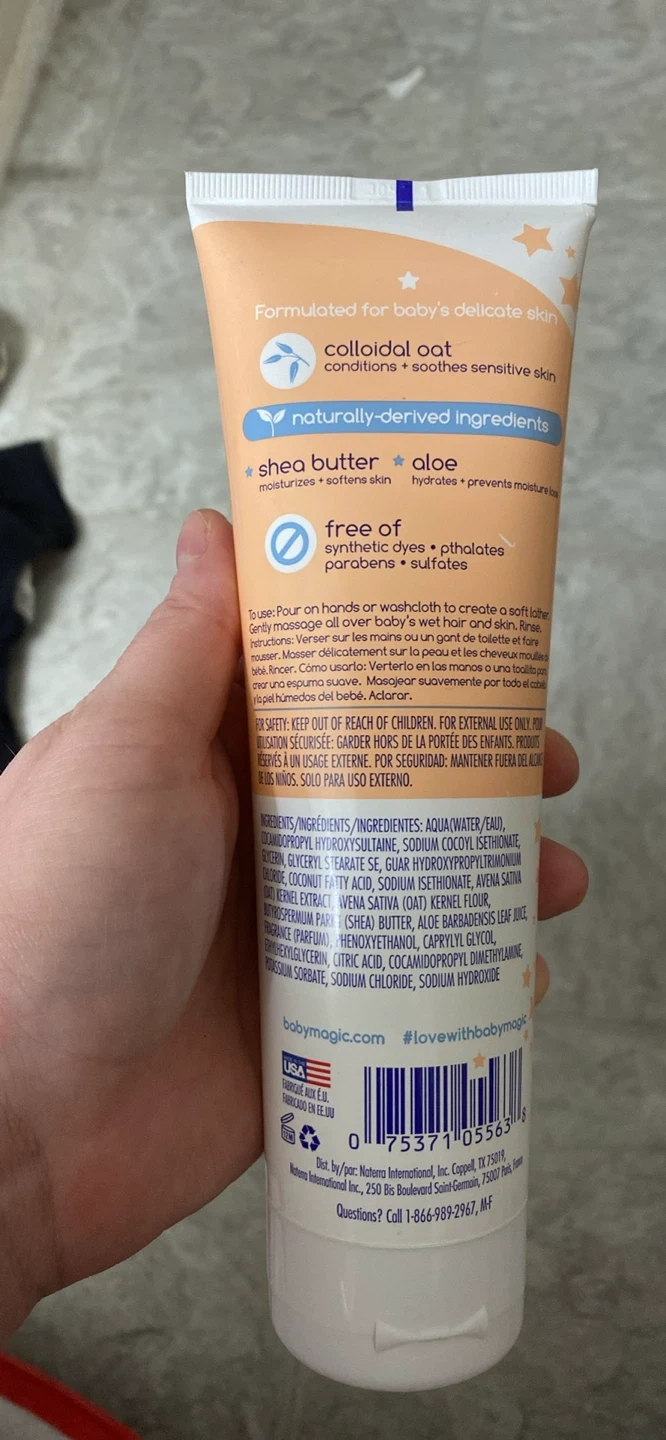 Formulated for baby's delicate skin
colloidal oat
conditions + soothes sensitive skin
naturally-derived ingredients
shea butter
moisturizes + softens skin
aloe
hydrates + prevents moisture loss
free of
synthetic dyes • pthalates
parabens • sulfates
To use: Pour on hands or washcloth to create a soft lather.
Gently massage all over baby's wet hair and skin. Rinse.
Instructions: Verser sur les mains ou un gant de toilette et faire
mousser. Masser délicatement sur la peau et les cheveux mouillés de
bébé. Rincer. Cómo usarlo: Verterlo en las manos o una toallita para
crear una espuma suave. Masajear suavemente por todo el cabello
y la piel húmedos del bebé. Aclarar.
FOR SAFETY: KEEP OUT OF REACH OF CHILDREN. FOR EXTERNAL USE ONLY. POUR
UTILISATION SÉCURISÉE: GARDER HORS DE LA PORTÉE DES ENFANTS. PRODUITS
RÉSERVÉS À UN USAGE EXTERNE. POR SEGURIDAD: MANTENER FUERA DEL ALCANCE
DE LOS NIÑOS. SOLO PARA USO EXTERNO.
INGREDIENTS/INGRÉDIENTS/INGREDIENTES: AQUA(WATER/EAU),
COCAMIDOPROPYL HYDROXYSULTAINE, SODIUM COCOYL ISETHIONATE,
GLYCERIN, GLYCERYL STEARATE SE, GUAR HYDROXYPROPYLTRIMONIUM
CHLORIDE, COCONUT FATTY ACID, SODIUM ISETHIONATE, AVENA SATIVA
(OAT) KERNEL EXTRACT, AVENA SATIVA (OAT) KERNEL FLOUR,
BUTYROSPERMUM PARKII (SHEA) BUTTER, ALOE BARBADENSIS LEAF JUICE,
FRAGRANCE (PARFUM), PHENOXYETHANOL, CAPRYLYL GLYCOL,
ETHYLHEXYLGLYCERIN, CITRIC ACID, COCAMIDOPROPYL DIMETHYLAMINE,
POTASSIUM SORBATE, SODIUM CHLORIDE, SODIUM HYDROXIDE
babymagic.com #lovewithbabymagic
MADE IN THE
USA
FABRIQUÉ AUX É.U.
FABRICADO EN EE.UU
12M
0 75371 05563 8
Dist. by/par: Naterra International, Inc. Coppell, TX 75019,
Naterra International Inc., 250 Bis Boulevard Saint-Germain, 75007 Paris, France
Questions? Call 1-866-989-2967, M-F